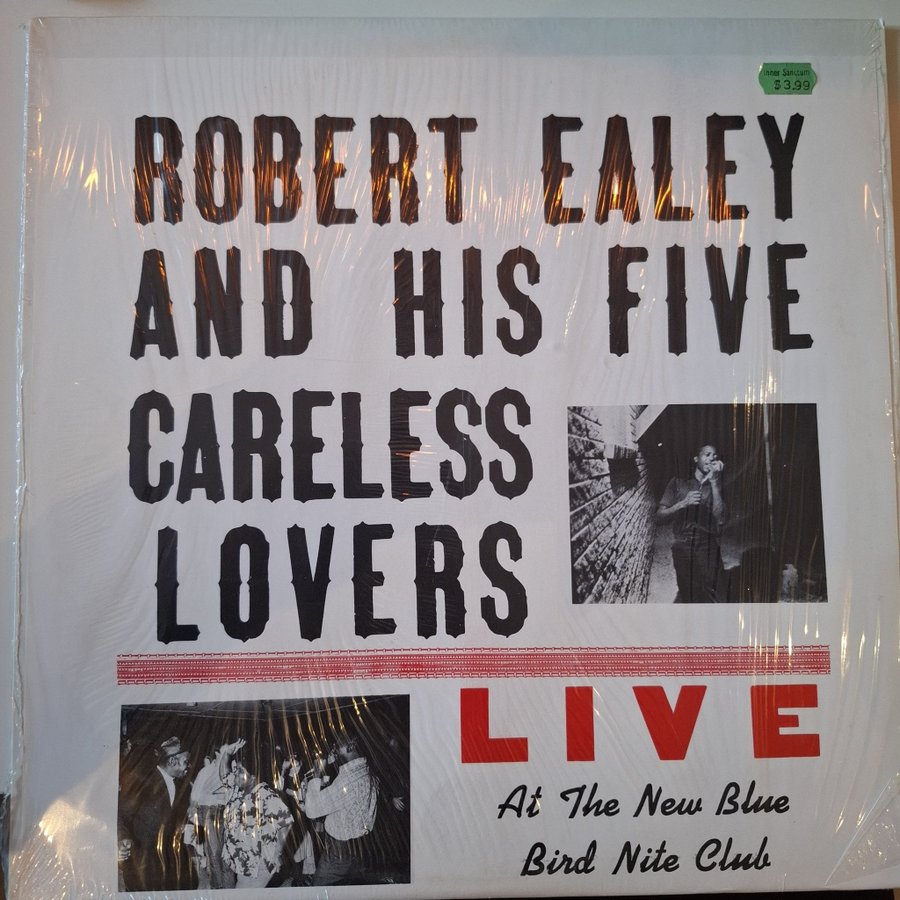 Inner Sanctum
$3.99
ROBERT EALEY
AND HIS FIVE
CARELESS
LOVERS
LIVE
At The New Blue
Bird Nite Club